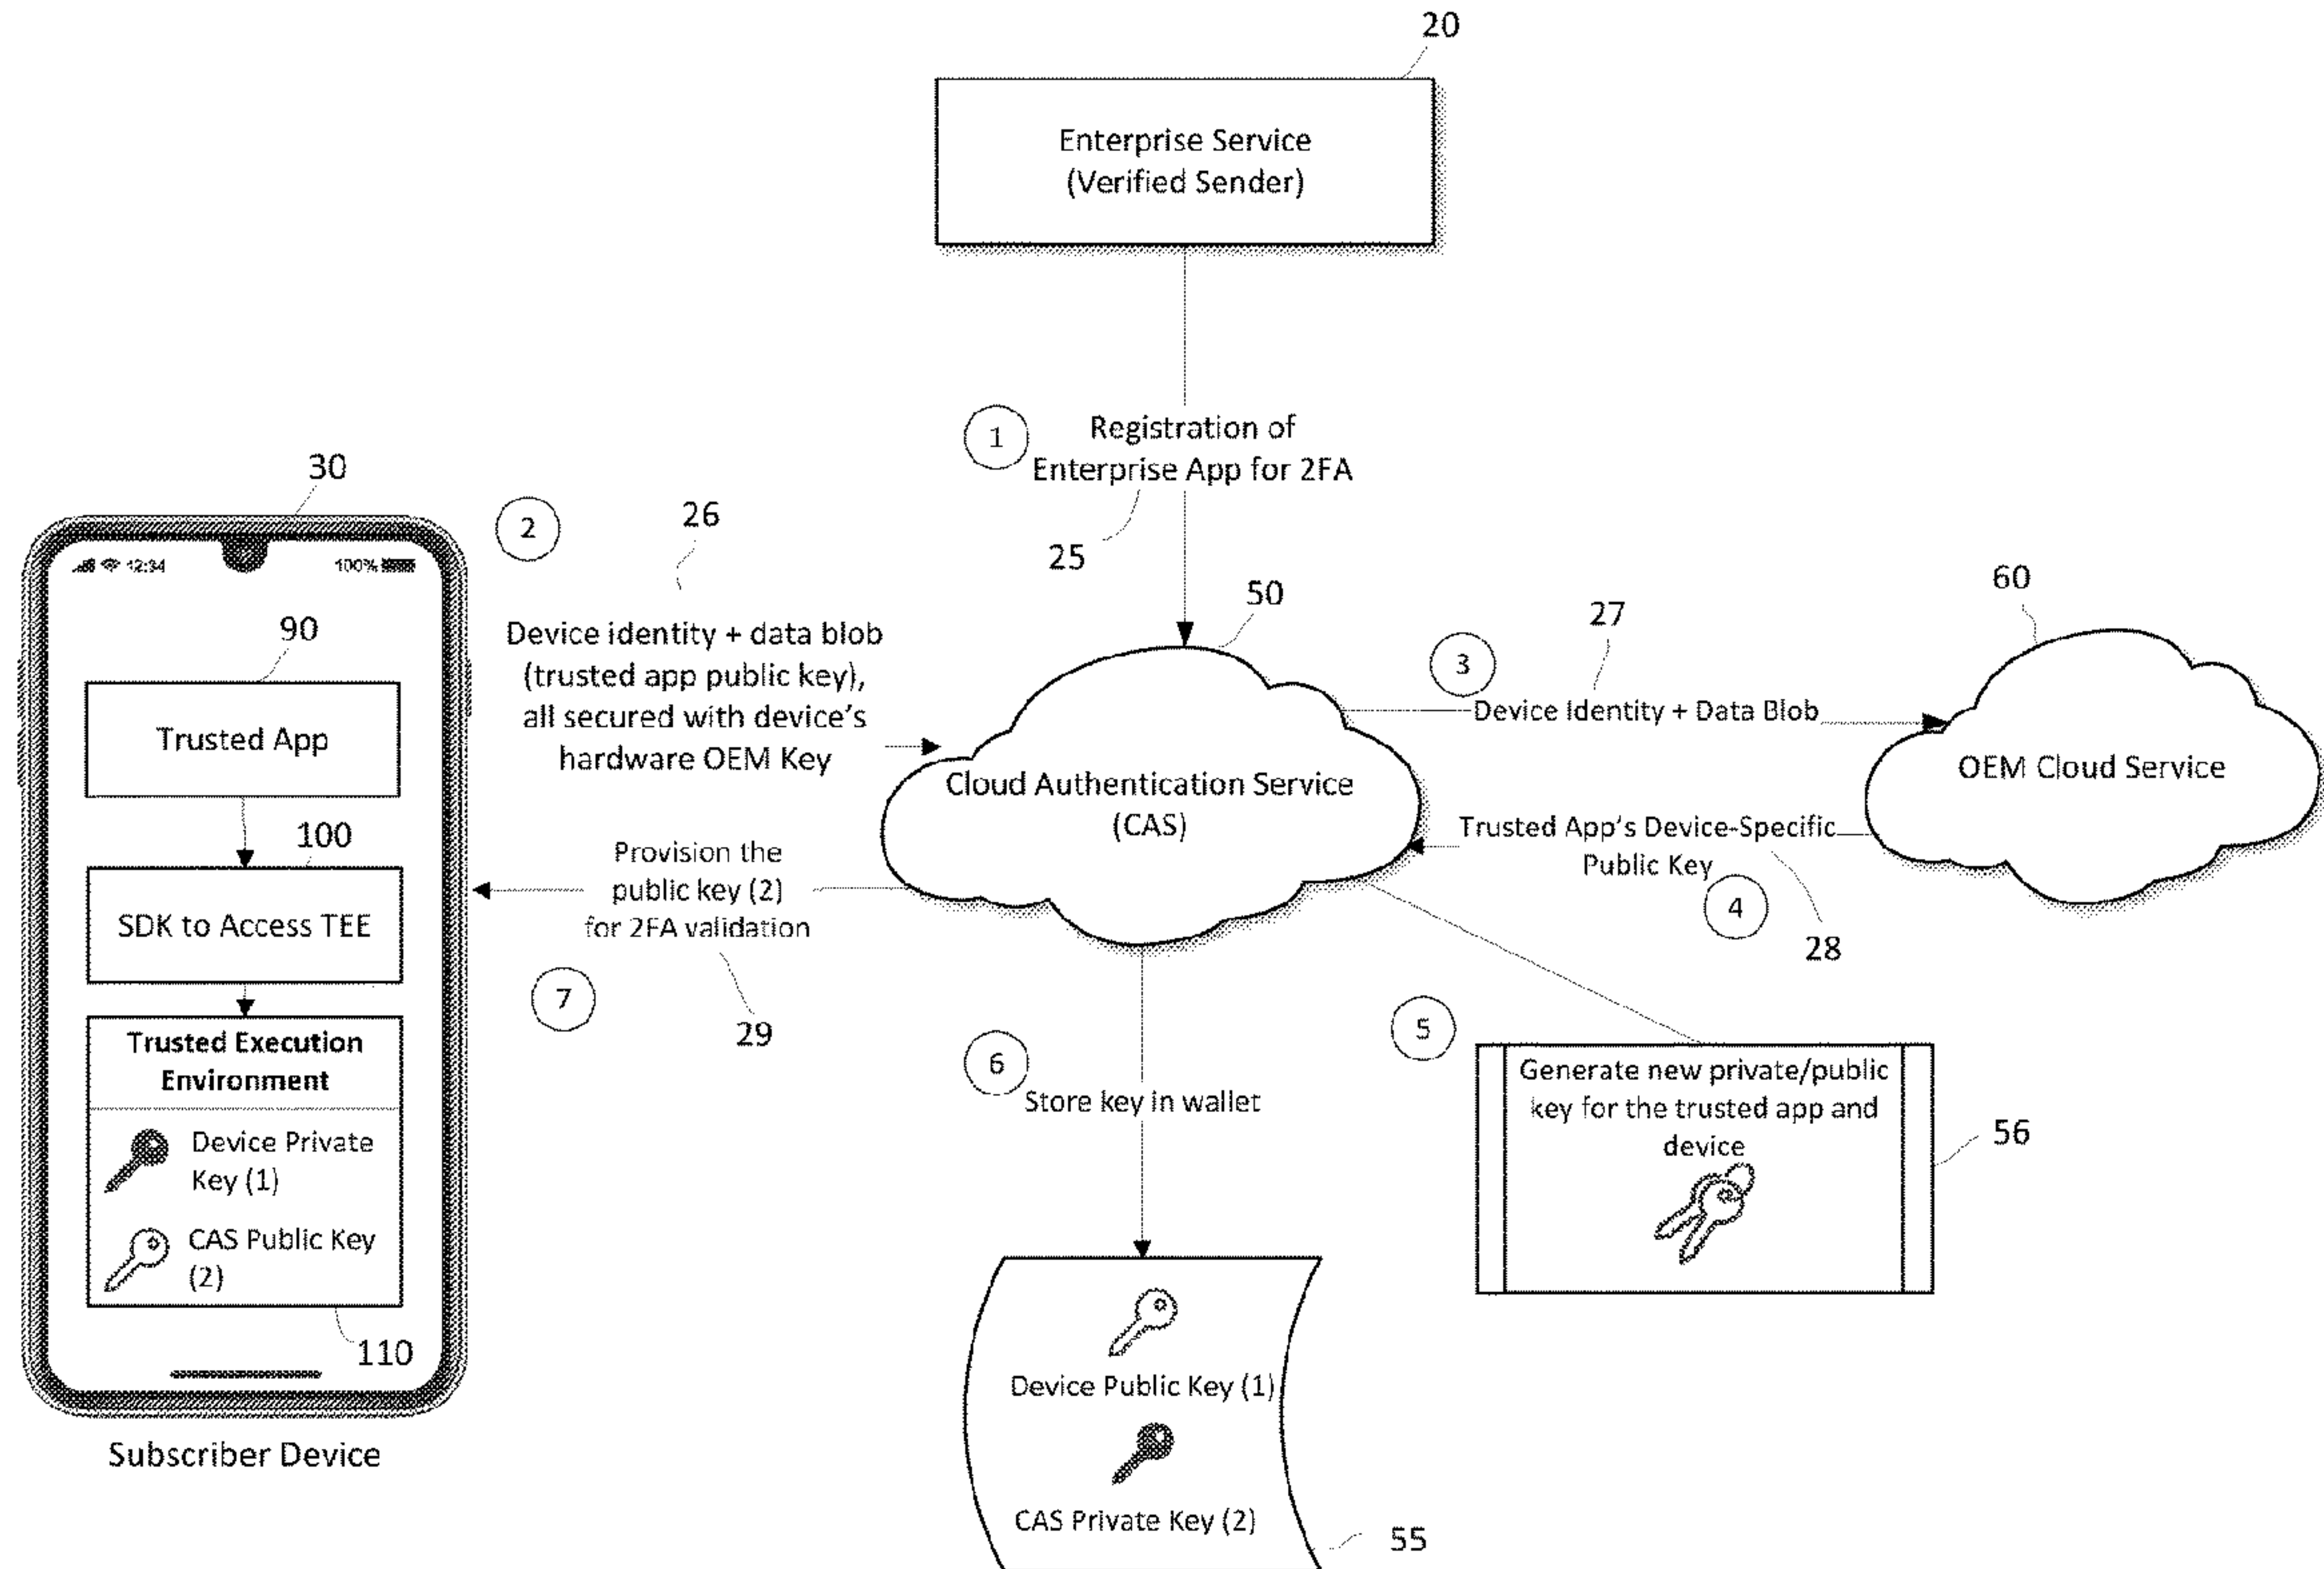 20
Enterprise Service
(Verified Sender)
1
Registration of
Enterprise App for 2FA
25
30
12:34
100%
90
Trusted App
100
SDK to Access TEE
Trusted Execution
Environment
Device Private
Key (1)
CAS Public Key
(2)
110
Subscriber Device
2
26
Device identity + data blob
(trusted app public key),
all secured with device's
hardware OEM Key
Provision the
public key (2)
for 2FA validation
7
29
50
Cloud Authentication Service
(CAS)
3
27
Device Identity + Data Blob
60
OEM Cloud Service
Trusted App's Device-Specific
Public Key
4
28
5
Generate new private/public
key for the trusted app and
device
56
6
Store key in wallet
Device Public Key (1)
CAS Private Key (2)
55